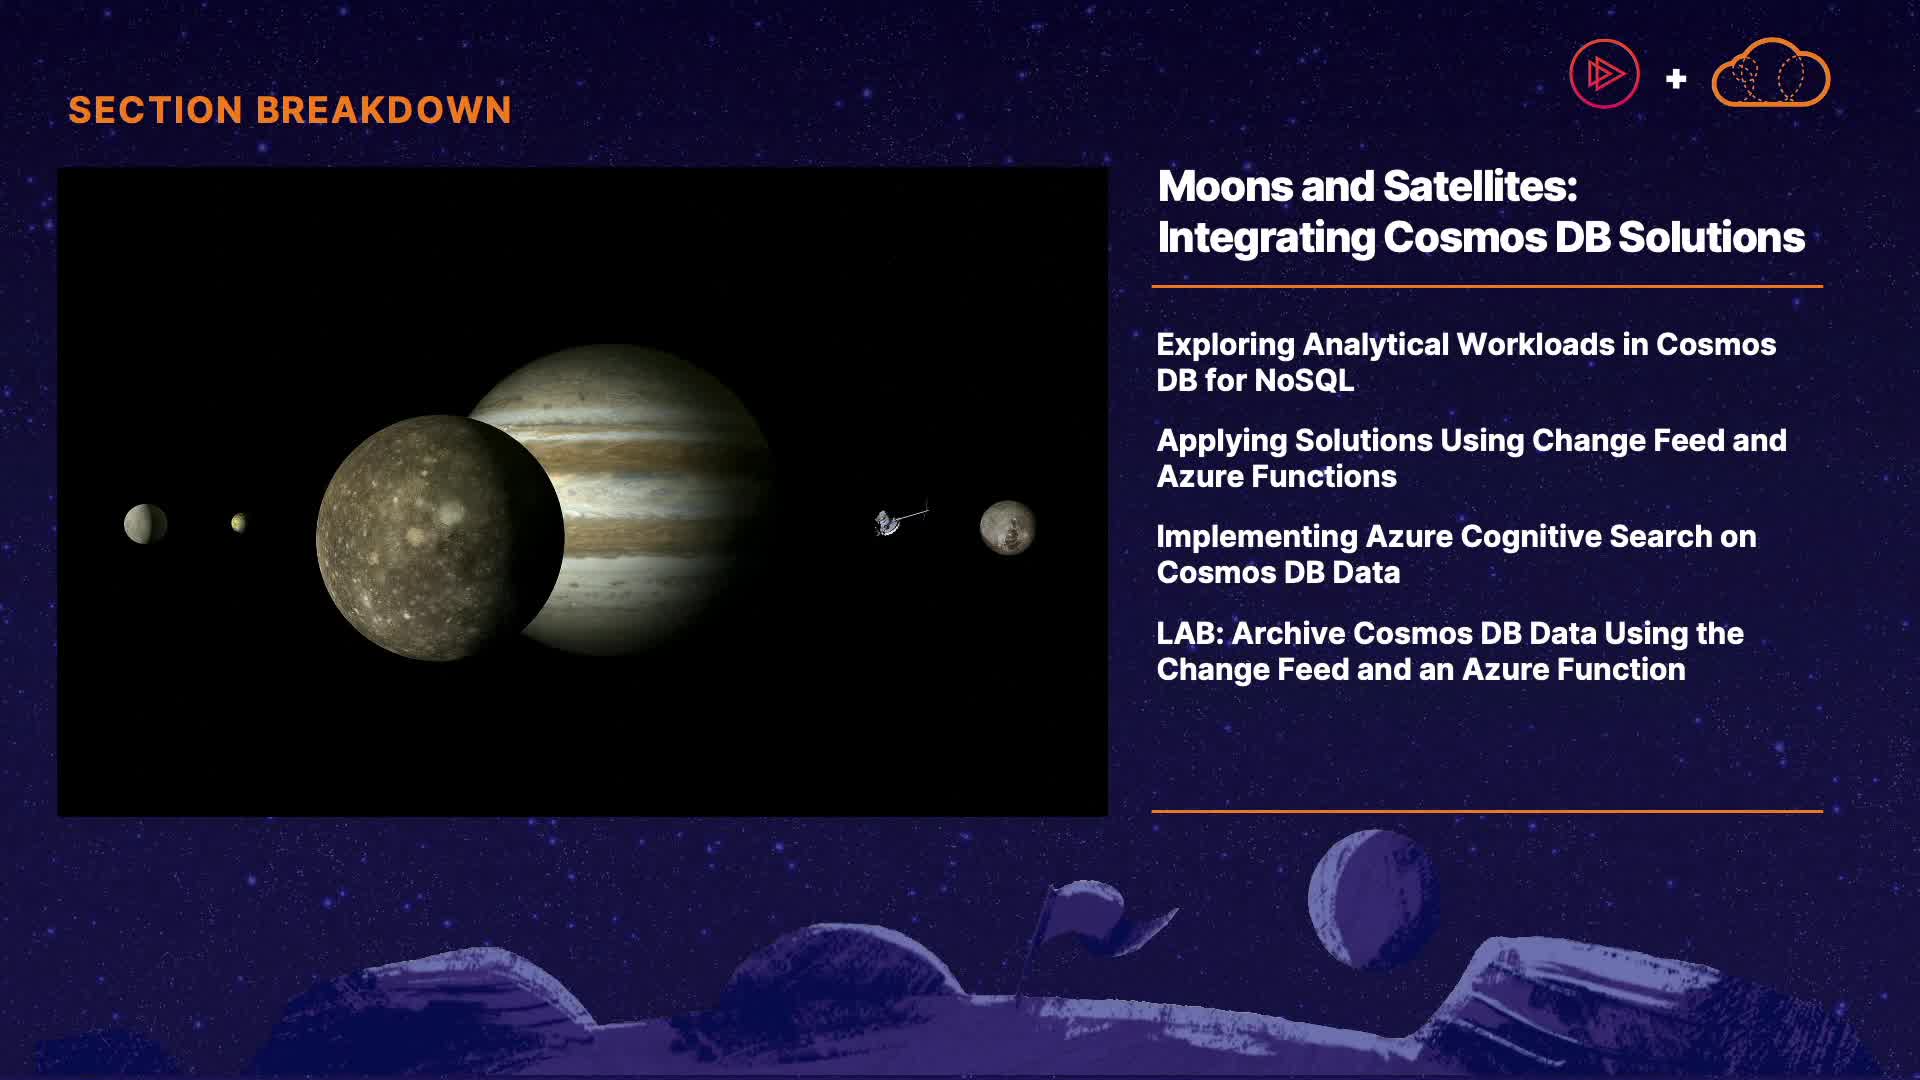 SECTION BREAKDOWN
Moons and Satellites:
Integrating Cosmos DB Solutions
Exploring Analytical Workloads in Cosmos
DB for NoSQL
Applying Solutions Using Change Feed and
Azure Functions
Implementing Azure Cognitive Search on
Cosmos DB Data
LAB: Archive Cosmos DB Data Using the
Change Feed and an Azure Function